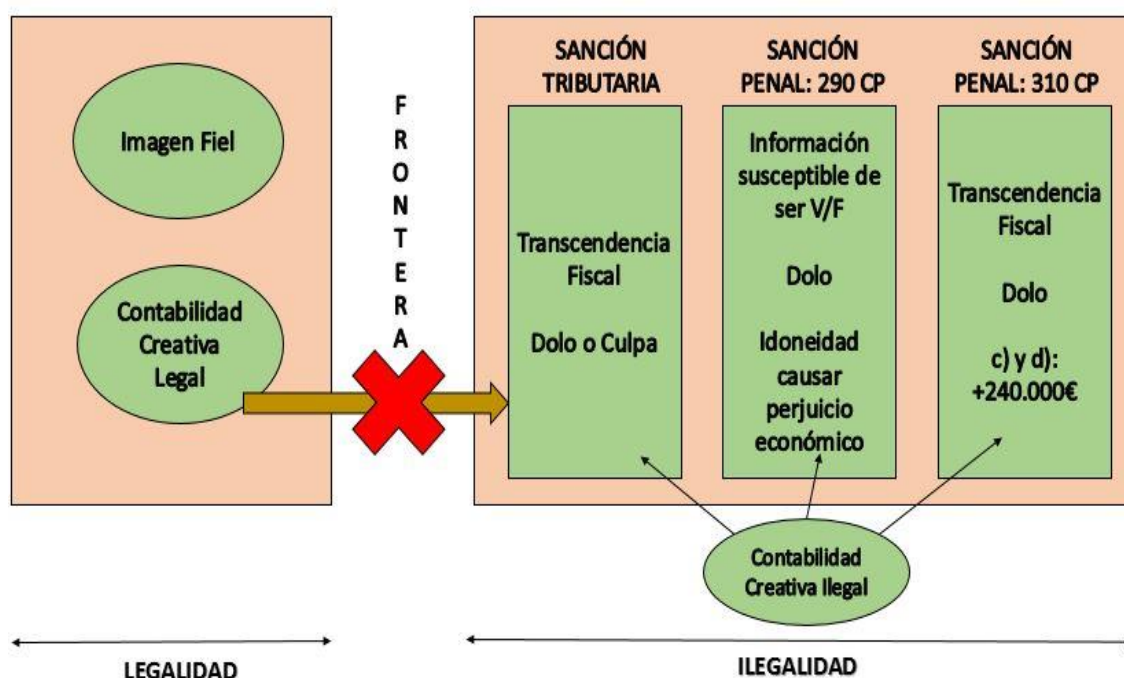 Imagen Fiel
Contabilidad
Creativa
Legal
FRONTERA
SANCIÓN
TRIBUTARIA
Transcendencia
Fiscal
Dolo o Culpa
SANCIÓN
PENAL: 290 CP
Información
susceptible de
ser V/F
Dolo
Idoneidad
causar
perjuicio
económico
SANCIÓN
PENAL: 310 CP
Transcendencia
Fiscal
Dolo
c) y d):
+240.000€
Contabilidad
Creativa Ilegal
LEGALIDAD
ILEGALIDAD